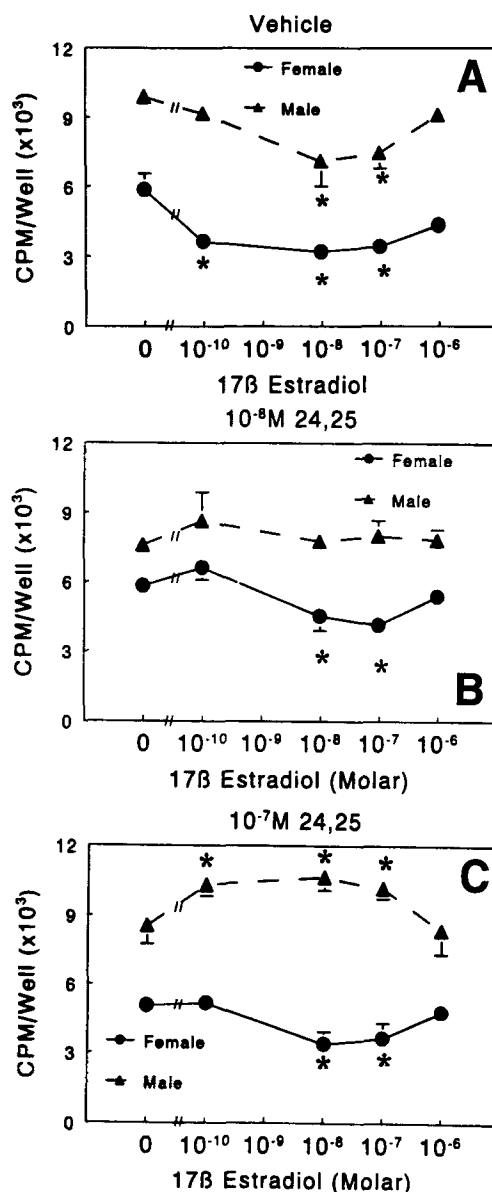 Vehicle
A
12
9
6
3
0
CPM/Well (x10³)
Female
Male
*
*
*
*
*
0 10⁻¹⁰ 10⁻⁹ 10⁻⁸ 10⁻⁷ 10⁻⁶
17ß Estradiol
10⁻⁸M 24,25
12
9
6
3
0
CPM/Well (x10³)
Female
Male
*
*
B
0 10⁻¹⁰ 10⁻⁹ 10⁻⁸ 10⁻⁷ 10⁻⁶
17ß Estradiol (Molar)
10⁻⁷M 24,25
C
12
9
6
3
0
CPM/Well (x10³)
*
*
*
Female
Male
*
*
0 10⁻¹⁰ 10⁻⁹ 10⁻⁸ 10⁻⁷ 10⁻⁶
17ß Estradiol (Molar)